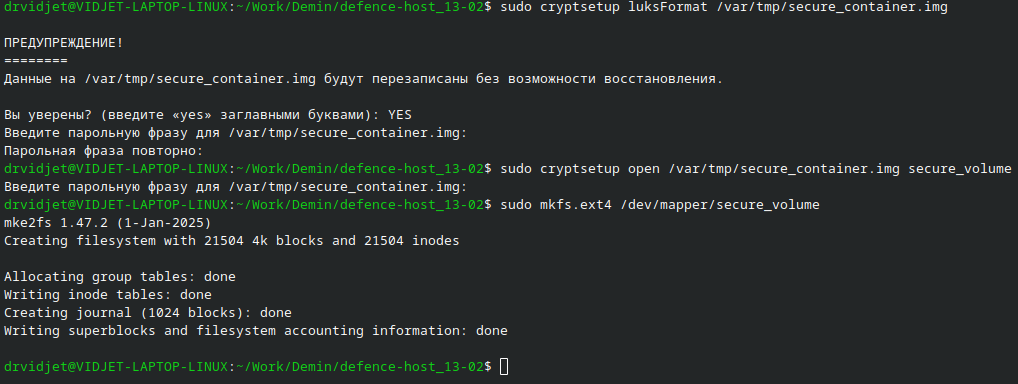 drvidjet@VIDJET-LAPTOP-LINUX:~/Work/Demin/defence-host_13-02$ sudo cryptsetup luksFormat /var/tmp/secure_container.img
ПРЕДУПРЕЖДЕНИЕ!
========
Данные на /var/tmp/secure_container.img будут перезаписаны без возможности восстановления.
Вы уверены? (введите «yes» заглавными буквами): YES
Введите парольную фразу для /var/tmp/secure_container.img:
Парольная фраза повторно:
drvidjet@VIDJET-LAPTOP-LINUX:~/Work/Demin/defence-host_13-02$ sudo cryptsetup open /var/tmp/secure_container.img secure_volume
Введите парольную фразу для /var/tmp/secure_container.img:
drvidjet@VIDJET-LAPTOP-LINUX:~/Work/Demin/defence-host_13-02$ sudo mkfs.ext4 /dev/mapper/secure_volume
mke2fs 1.47.2 (1-Jan-2025)
Creating filesystem with 21504 4k blocks and 21504 inodes
Allocating group tables: done
Writing inode tables: done
Creating journal (1024 blocks): done
Writing superblocks and filesystem accounting information: done
drvidjet@VIDJET-LAPTOP-LINUX:~/Work/Demin/defence-host_13-02$